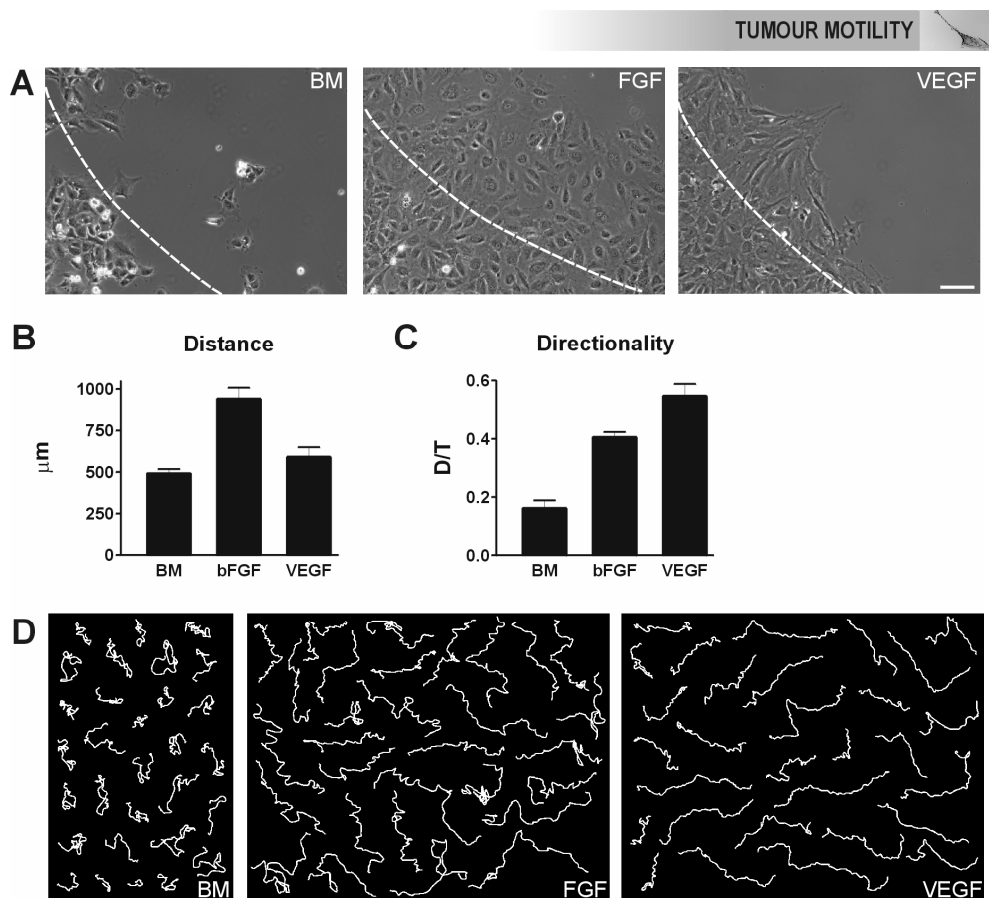 TUMOUR MOTILITY
A
BM
FGF
VEGF
B
Distance
μm
1000
750
500
250
0
BM bFGF VEGF
C
Directionality
D/T
0.6
0.4
0.2
0.0
BM bFGF VEGF
D
BM
FGF
VEGF